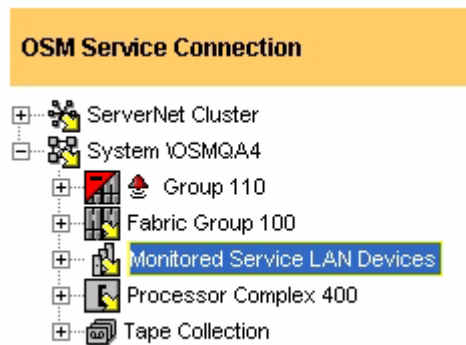 OSM Service Connection
ServerNet Cluster
System \OSMQA4
Group 110
Fabric Group 100
Monitored Service LAN Devices
Processor Complex 400
Tape Collection